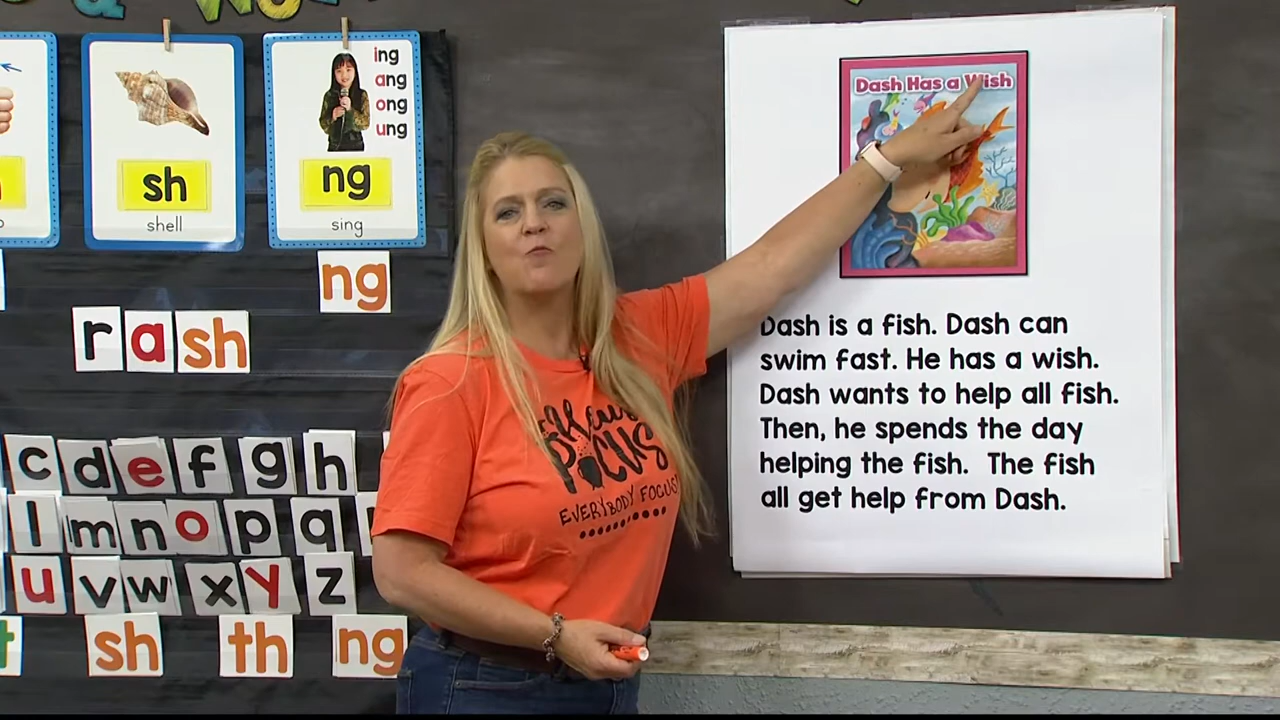 sh
shell
ing
ang
ong
ung
ng
sing
ng
r a sh
c d e f g h
l m n o p q
u v w x y z
sh th ng
POCUS
EVERYBODY FOCUS!
Dash Has a Wish
Dash is a fish. Dash can
swim fast. He has a wish.
Dash wants to help all fish.
Then, he spends the day
helping the fish. The fish
all get help from Dash.